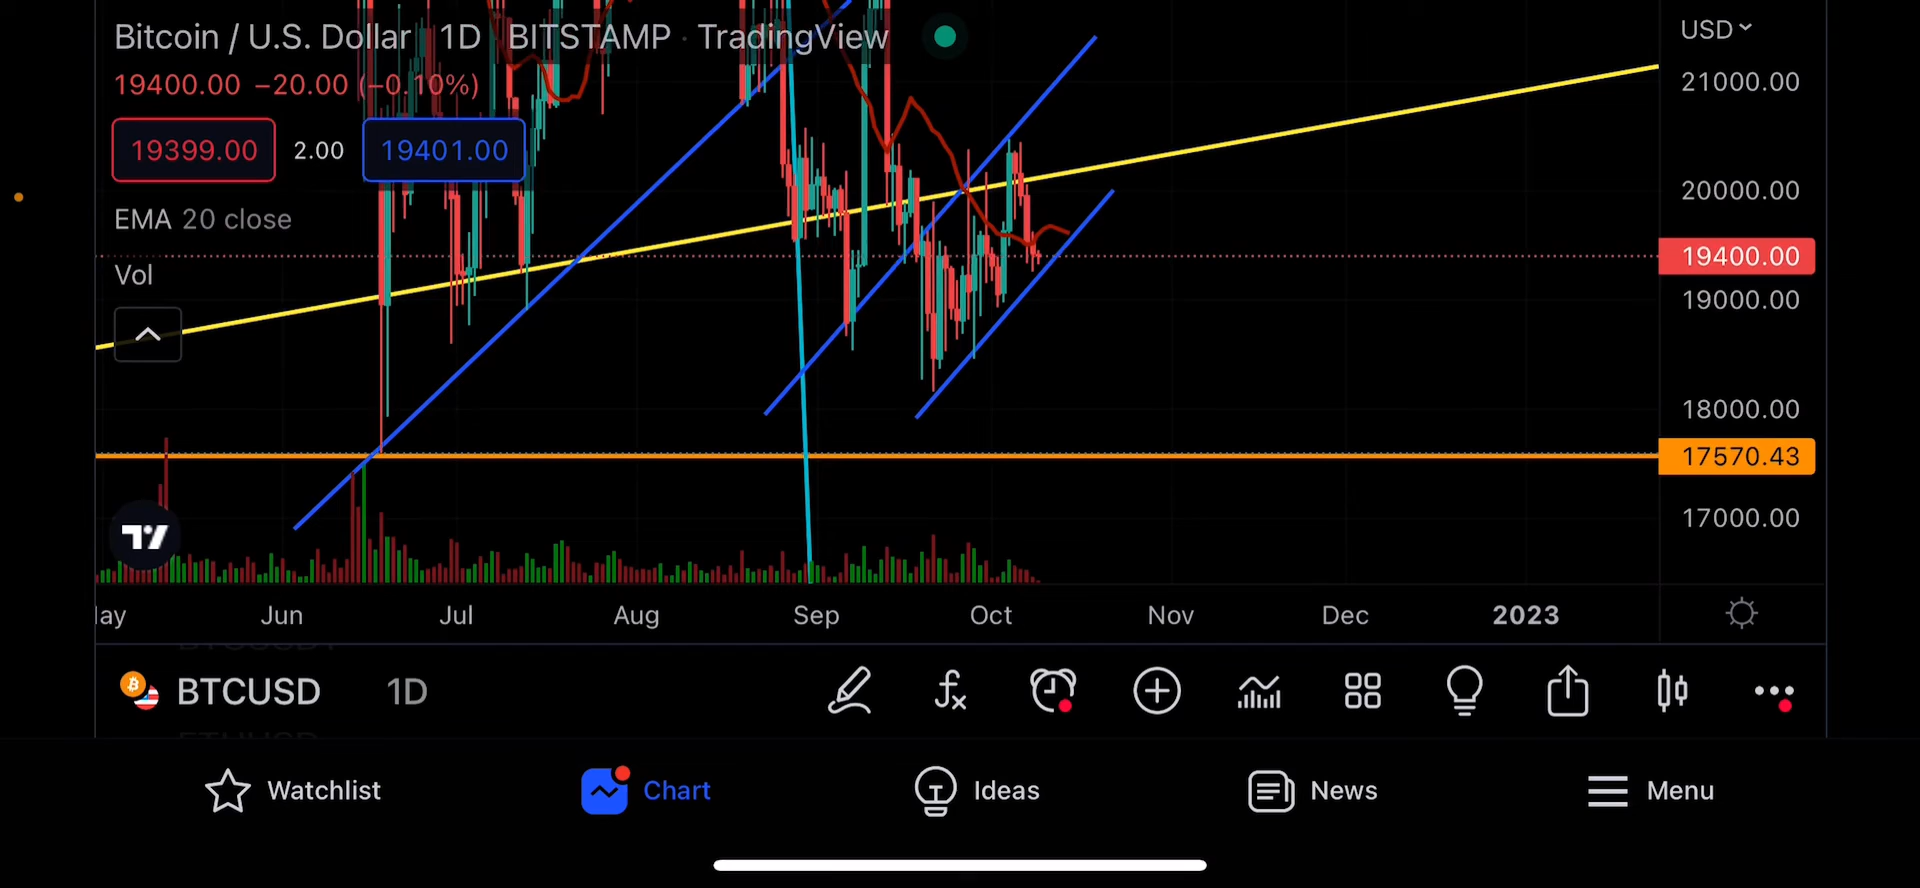 Bitcoin / U.S. Dollar · 1D · BITSTAMP · TradingView
USD
19400.00 −20.00 (−0.10%)
21000.00
19399.00 2.00 19401.00
20000.00
EMA 20 close
19400.00
Vol
19000.00
18000.00
17570.43
17000.00
Jun Jul Aug Sep Oct Nov Dec 2023
BTCUSD 1D
Watchlist Chart Ideas News Menu